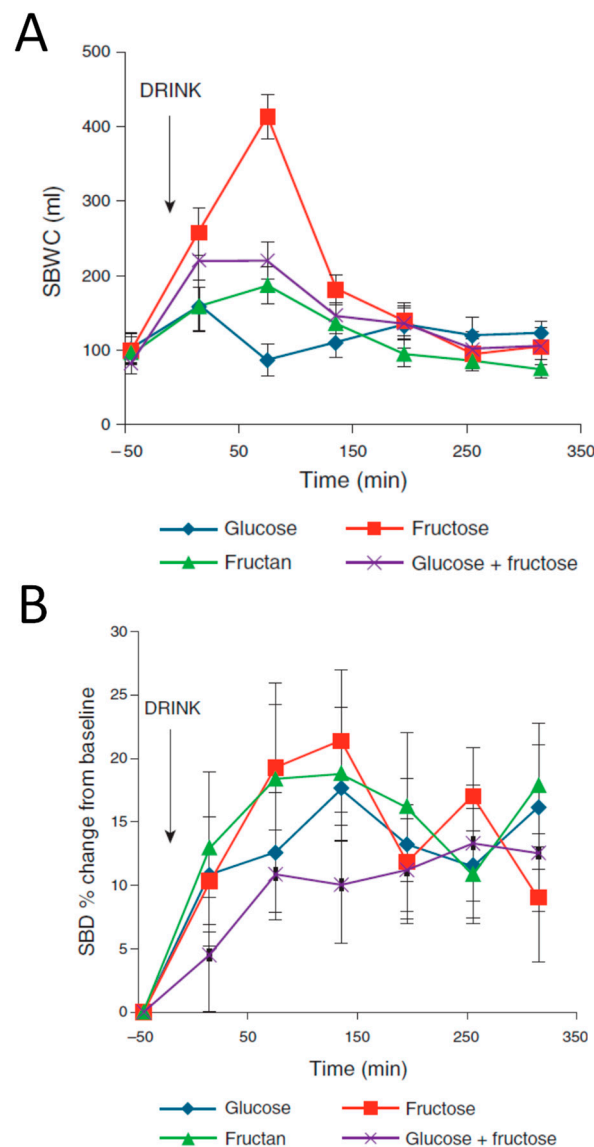 A
500
400
300
200
100
0
SBWC (ml)
DRINK
−50 50 150 250 350
Time (min)
Glucose Fructose
Fructan Glucose + fructose
B
30
25
20
15
10
5
0
SBD % change from baseline
DRINK
−50 50 150 250 350
Time (min)
Glucose Fructose
Fructan Glucose + fructose